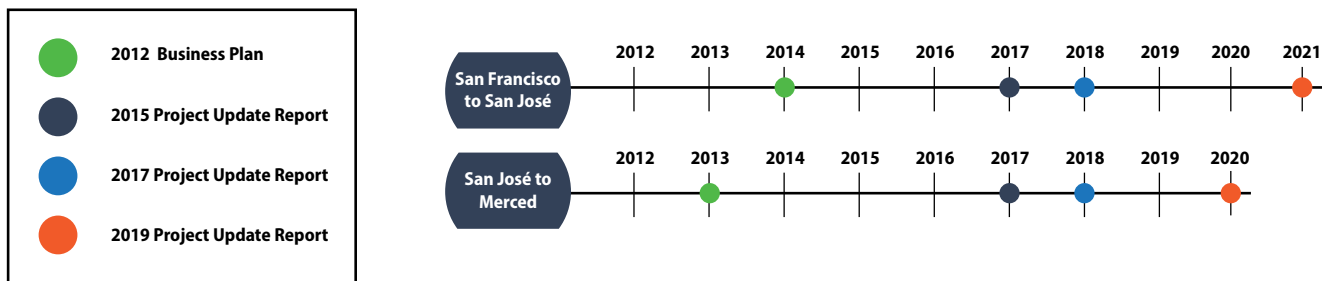 2012 Business Plan
2015 Project Update Report
2017 Project Update Report
2019 Project Update Report
2012 2013 2014 2015 2016 2017 2018 2019 2020 2021
San Francisco
to San José
2012 2013 2014 2015 2016 2017 2018 2019 2020
San José to
Merced